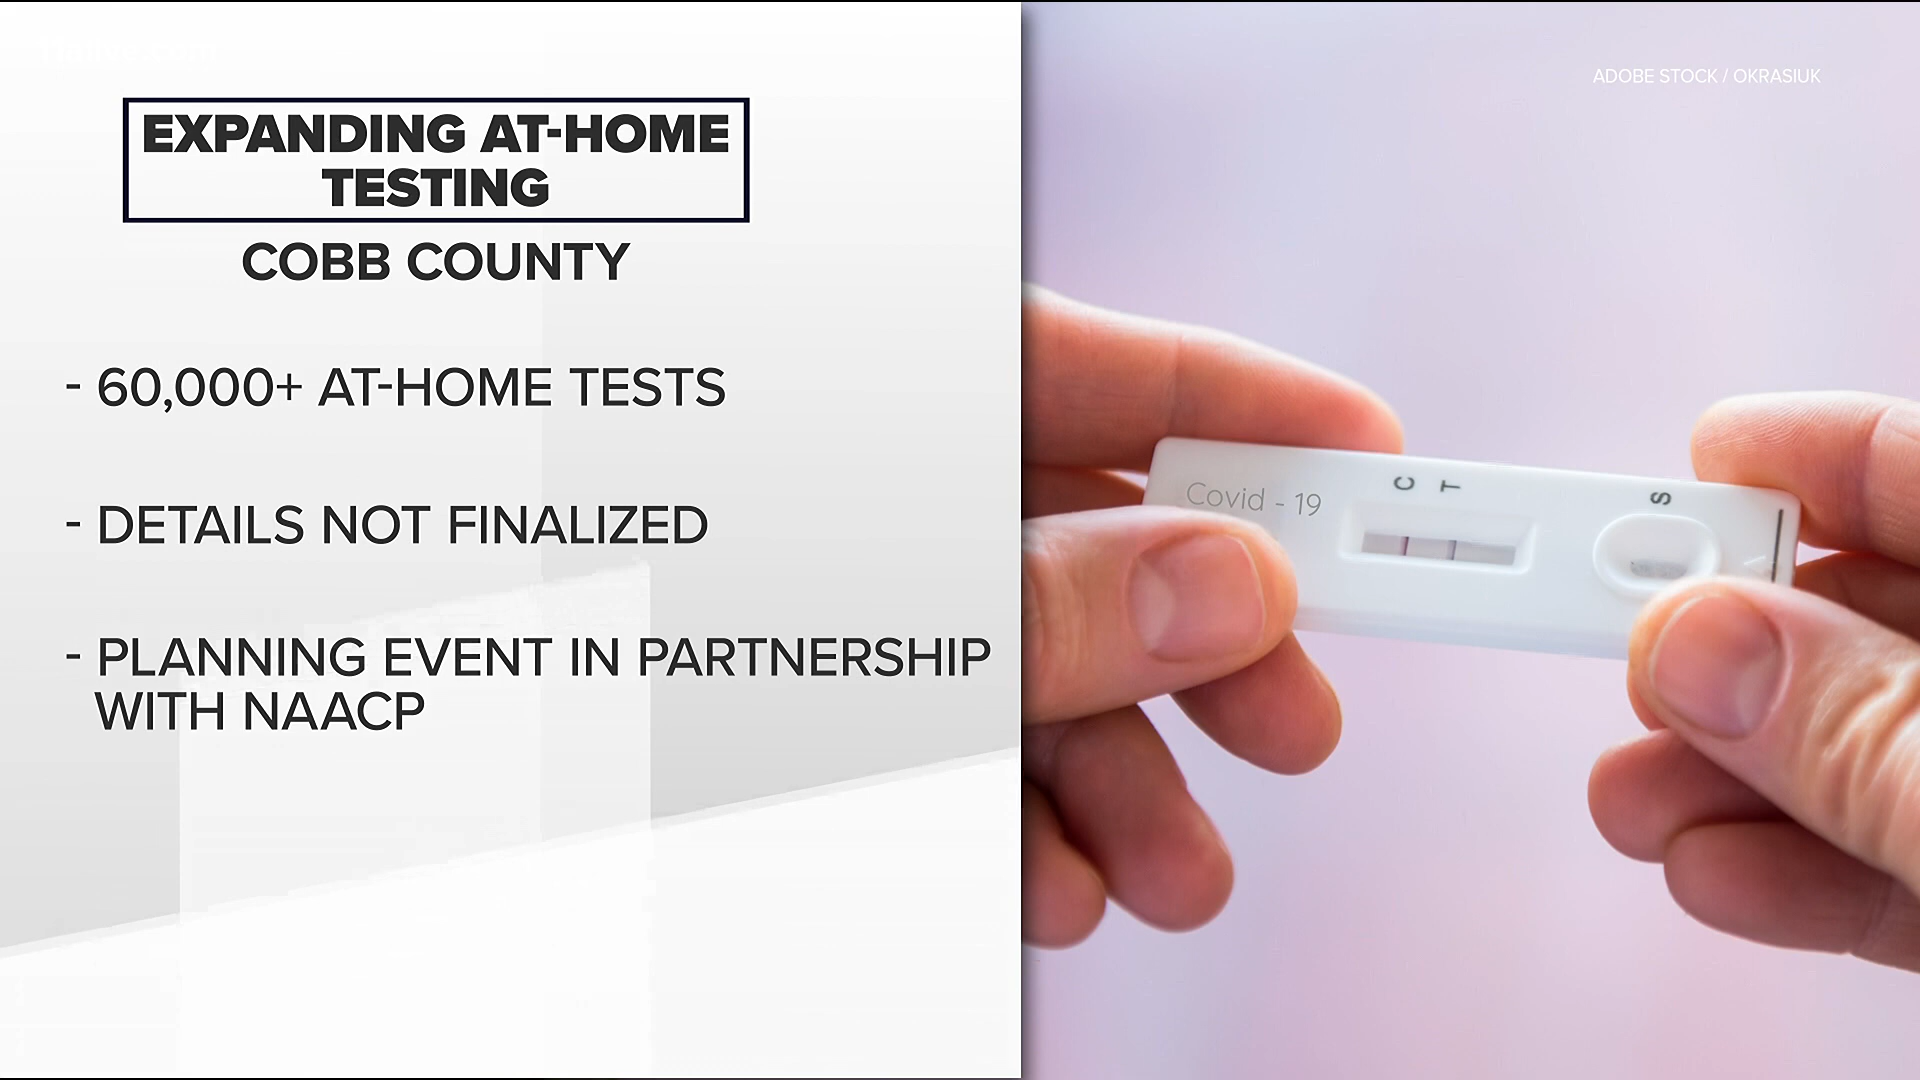 EXPANDING AT-HOME
TESTING
COBB COUNTY
- 60,000+ AT-HOME TESTS
- DETAILS NOT FINALIZED
- PLANNING EVENT IN PARTNERSHIP
WITH NAACP
ADOBE STOCK / OKRASIUK
Covid - 19
C T
S